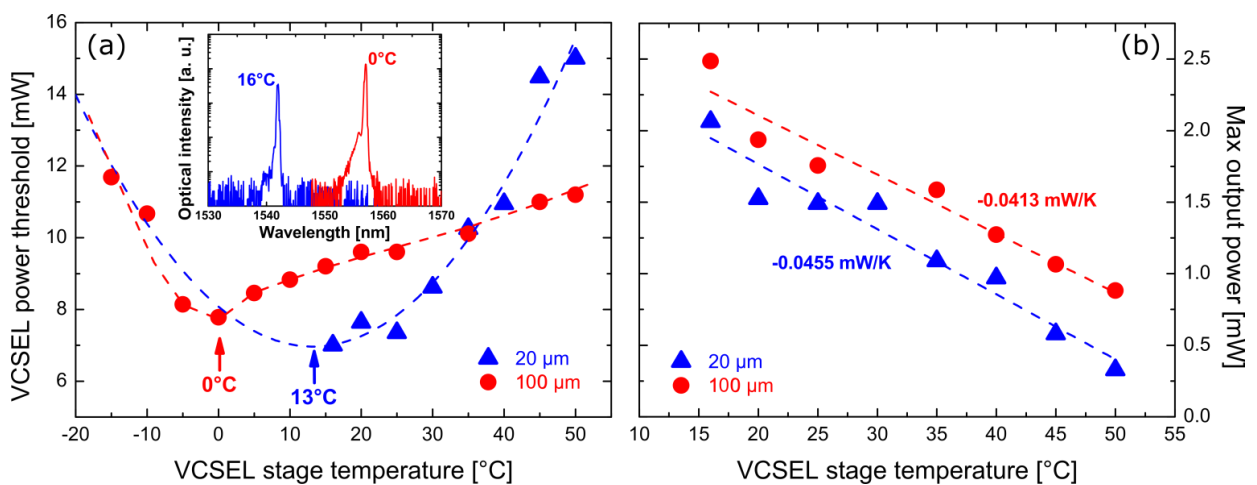 (a)
VCSEL power threshold [mW]
15
14
12
10
8
6
-20
-10
0
10
20
30
40
50
VCSEL stage temperature [°C]
Optical intensity [a. u.]
16°C
0°C
1530
1540
1550
1560
1570
Wavelength [nm]
0°C
13°C
20 µm
100 µm
(b)
2.5
2.0
1.5
1.0
0.5
0.0
Max output power [mW]
-0.0413 mW/K
-0.0455 mW/K
20 µm
100 µm
10
15
20
25
30
35
40
45
50
55
VCSEL stage temperature [°C]